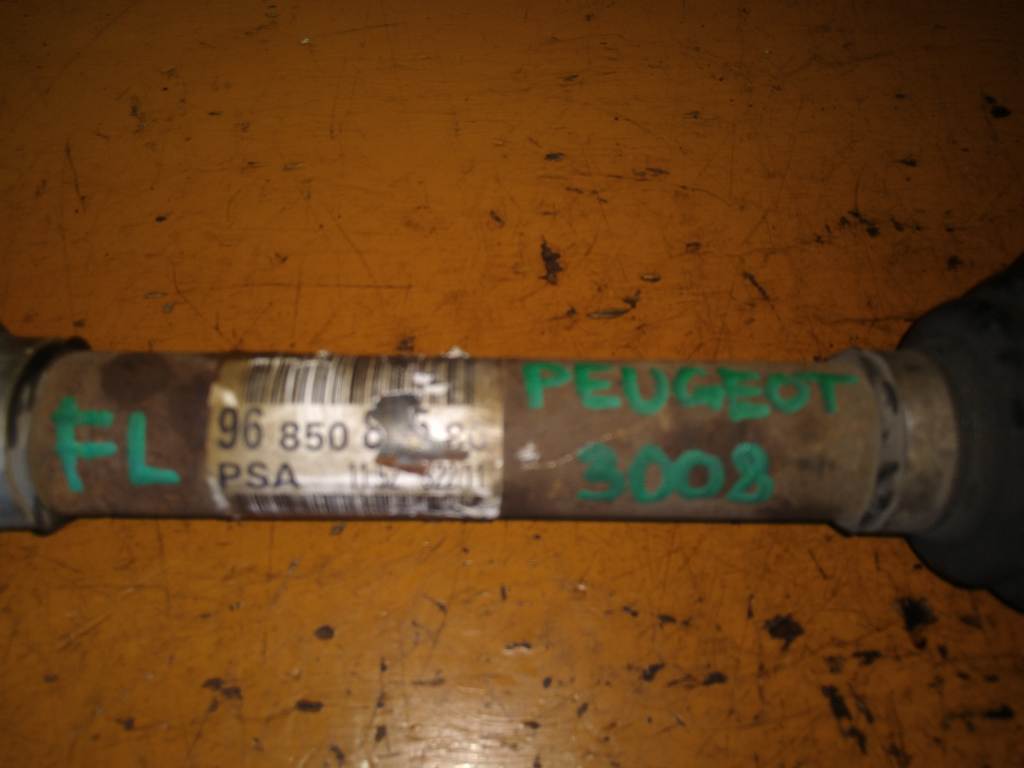 FL
96 850
PSA
PEUGEOT
3008